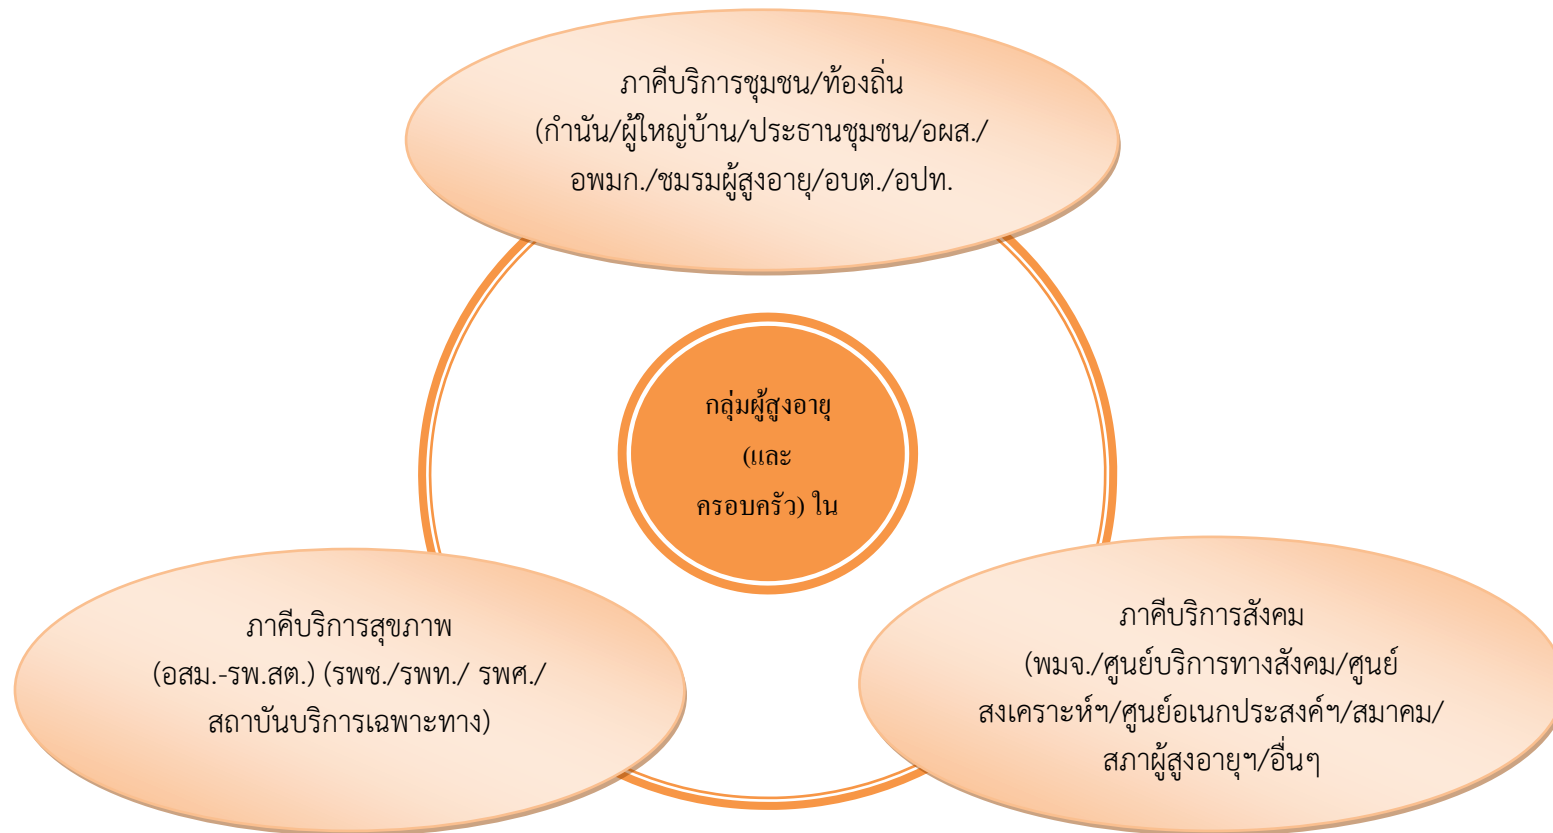 ภาคีบริการชุมชน/ท้องถิ่น
(กำนัน/ผู้ใหญ่บ้าน/ประธานชุมชน/อผส./
อพมก./ชมรมผู้สูงอายุ/อบต./อปท.
กลุ่มผู้สูงอายุ
(และ
ครอบครัว) ใน
ภาคีบริการสุขภาพ
(อสม.-รพ.สต.) (รพช./รพท./ รพศ./
สถาบันบริการเฉพาะทาง)
ภาคีบริการสังคม
(พมจ./ศูนย์บริการทางสังคม/ศูนย์
สงเคราะห์ฯ/ศูนย์อเนกประสงค์ฯ/สมาคม/
สภาผู้สูงอายุฯ/อื่นๆ